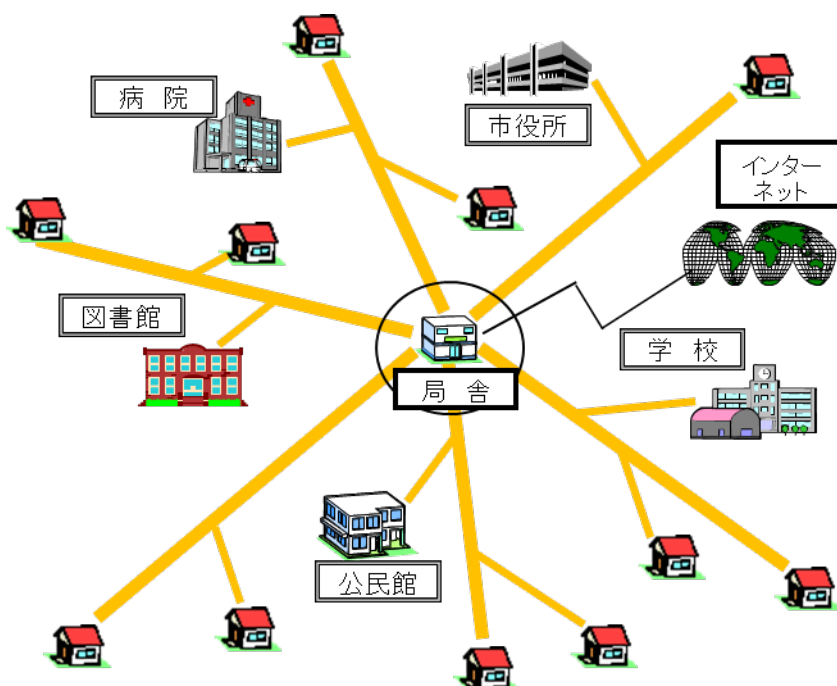 病 院
市役所
インター
ネット
図書館
学 校
局 舎
公民館